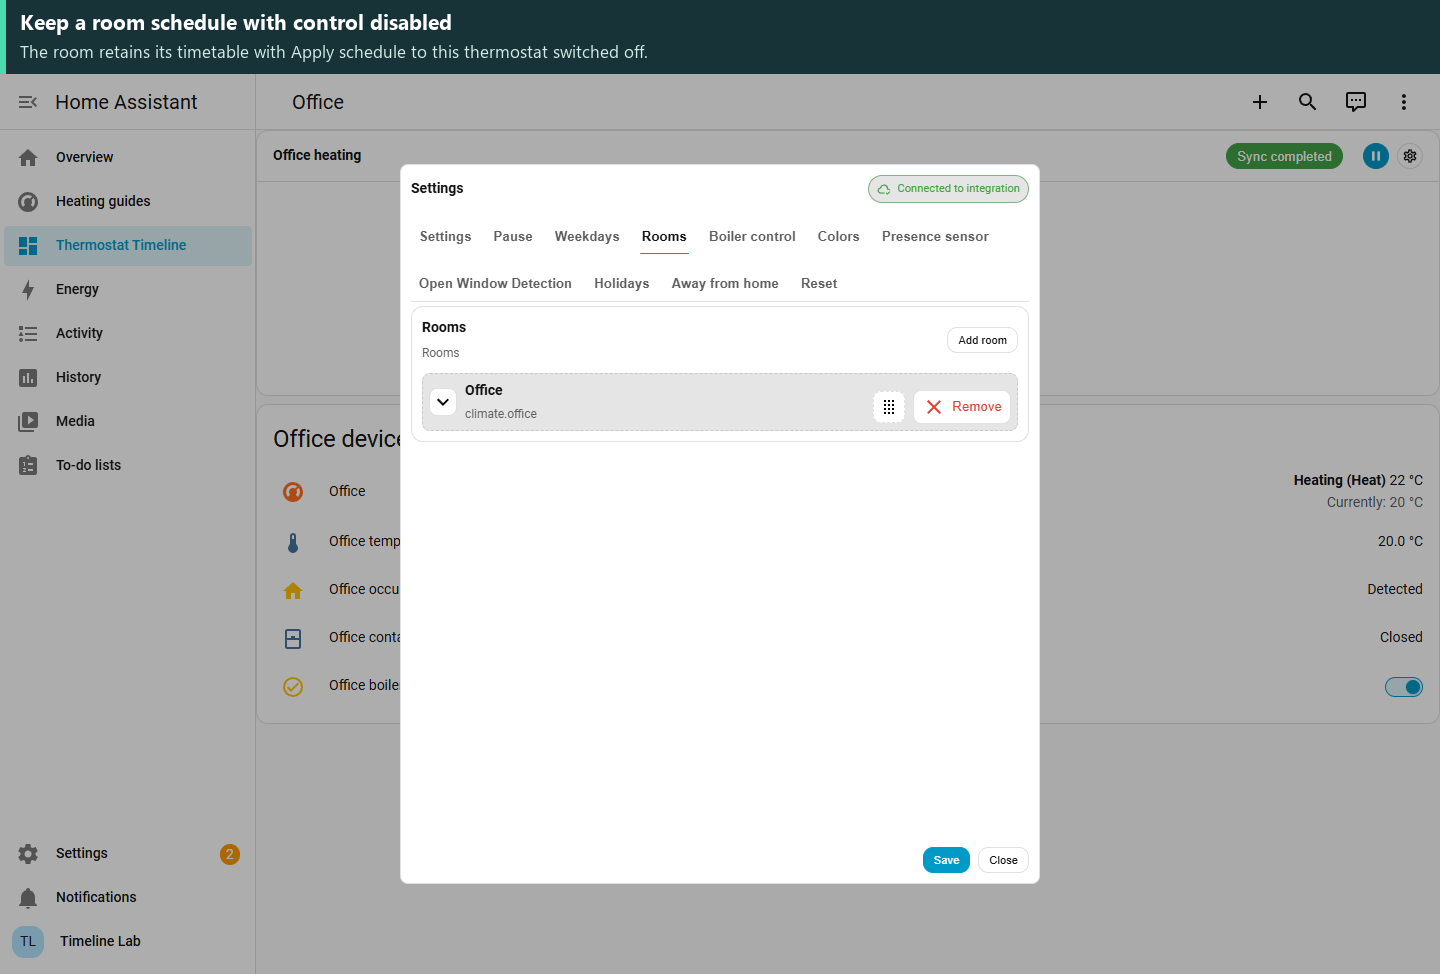 Keep a room schedule with control disabled
The room retains its timetable with Apply schedule to this thermostat switched off.
Home Assistant
Office
Overview
Heating guides
Thermostat Timeline
Energy
Activity
History
Media
To-do lists
Settings
2
Notifications
TL
Timeline Lab
Office heating
Sync completed
Settings
Connected to integration
Settings
Pause
Weekdays
Rooms
Boiler control
Colors
Presence sensor
Open Window Detection
Holidays
Away from home
Reset
Rooms
Rooms
Add room
Office
climate.office
Remove
Save
Close
Office device
Office
Heating (Heat) 22 °C
Currently: 20 °C
Office temp
20.0 °C
Office occu
Detected
Office conta
Closed
Office boile